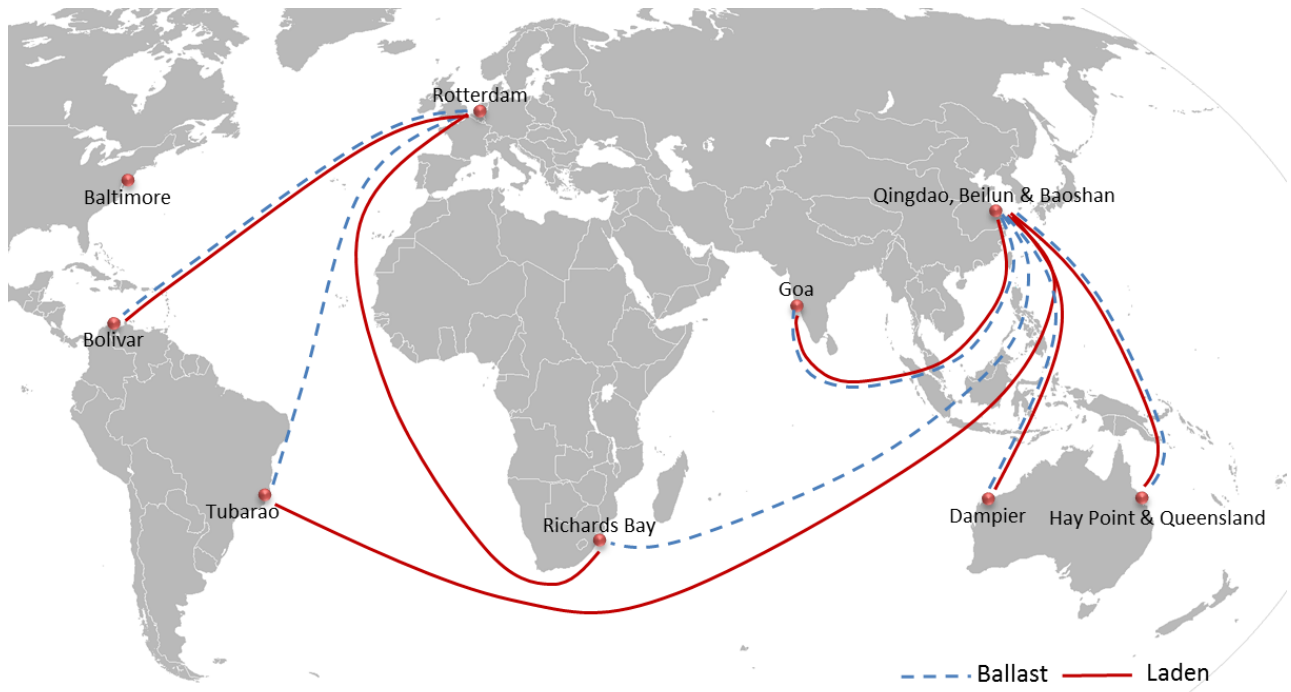 Rotterdam
Baltimore
Qingdao, Beilun & Baoshan
Goa
Bolivar
Tubarao
Richards Bay
Dampier
Hay Point & Queensland
Ballast
Laden